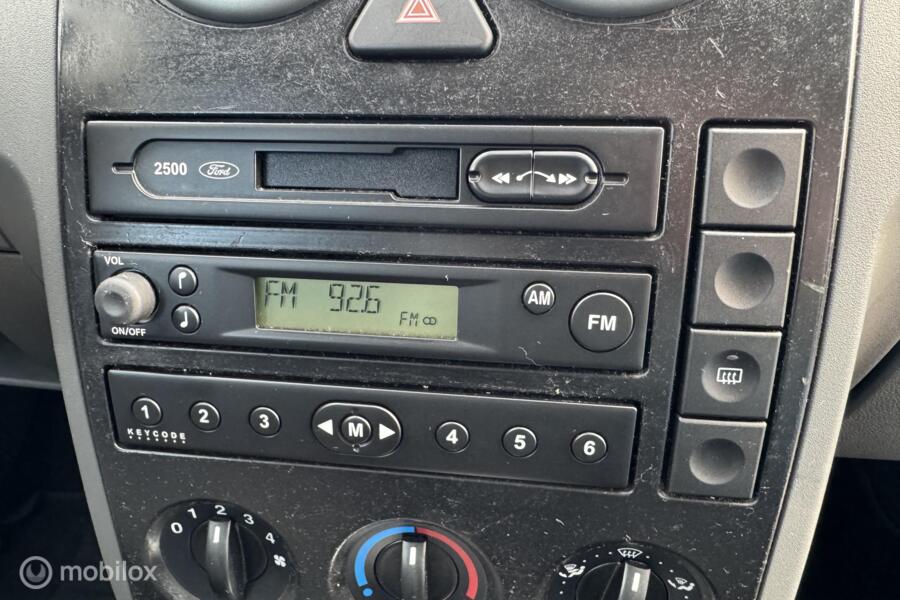 2500 Ford
VOL
FM 92.6
FM
AM
FM
ON/OFF
1 2 3 M 4 5 6
KEYCODE
0 1 2 3 4
mobilox